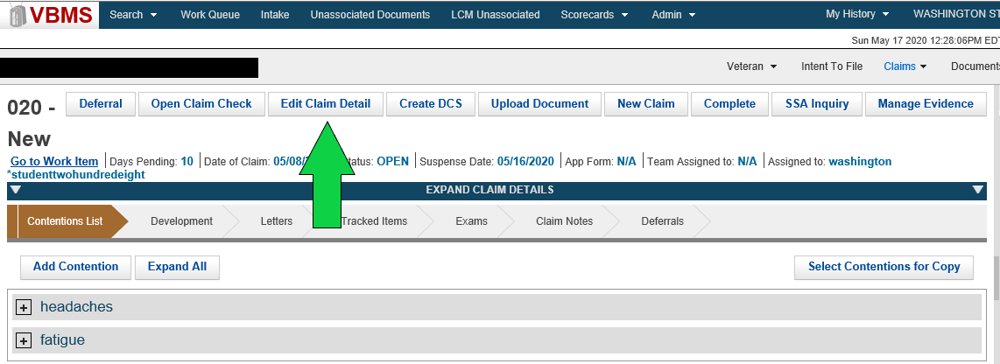 VBMS Search Work Queue Intake Unassociated Documents LCM Unassociated Scorecards Admin My History WASHINGTON ST
Sun May 17 2020 12:28:06PM EDT
Veteran Intent To File Claims Documents
020 - Deferral Open Claim Check Edit Claim Detail Create DCS Upload Document New Claim Complete SSA Inquiry Manage Evidence
New
Go to Work Item Days Pending: 10 Date of Claim: 05/08/ Status: OPEN Suspense Date: 05/16/2020 App Form: N/A Team Assigned to: N/A Assigned to: washington
*studenttwohundredeight
EXPAND CLAIM DETAILS
Contentions List Development Letters Tracked Items Exams Claim Notes Deferrals
Add Contention Expand All Select Contentions for Copy
+ headaches
+ fatigue